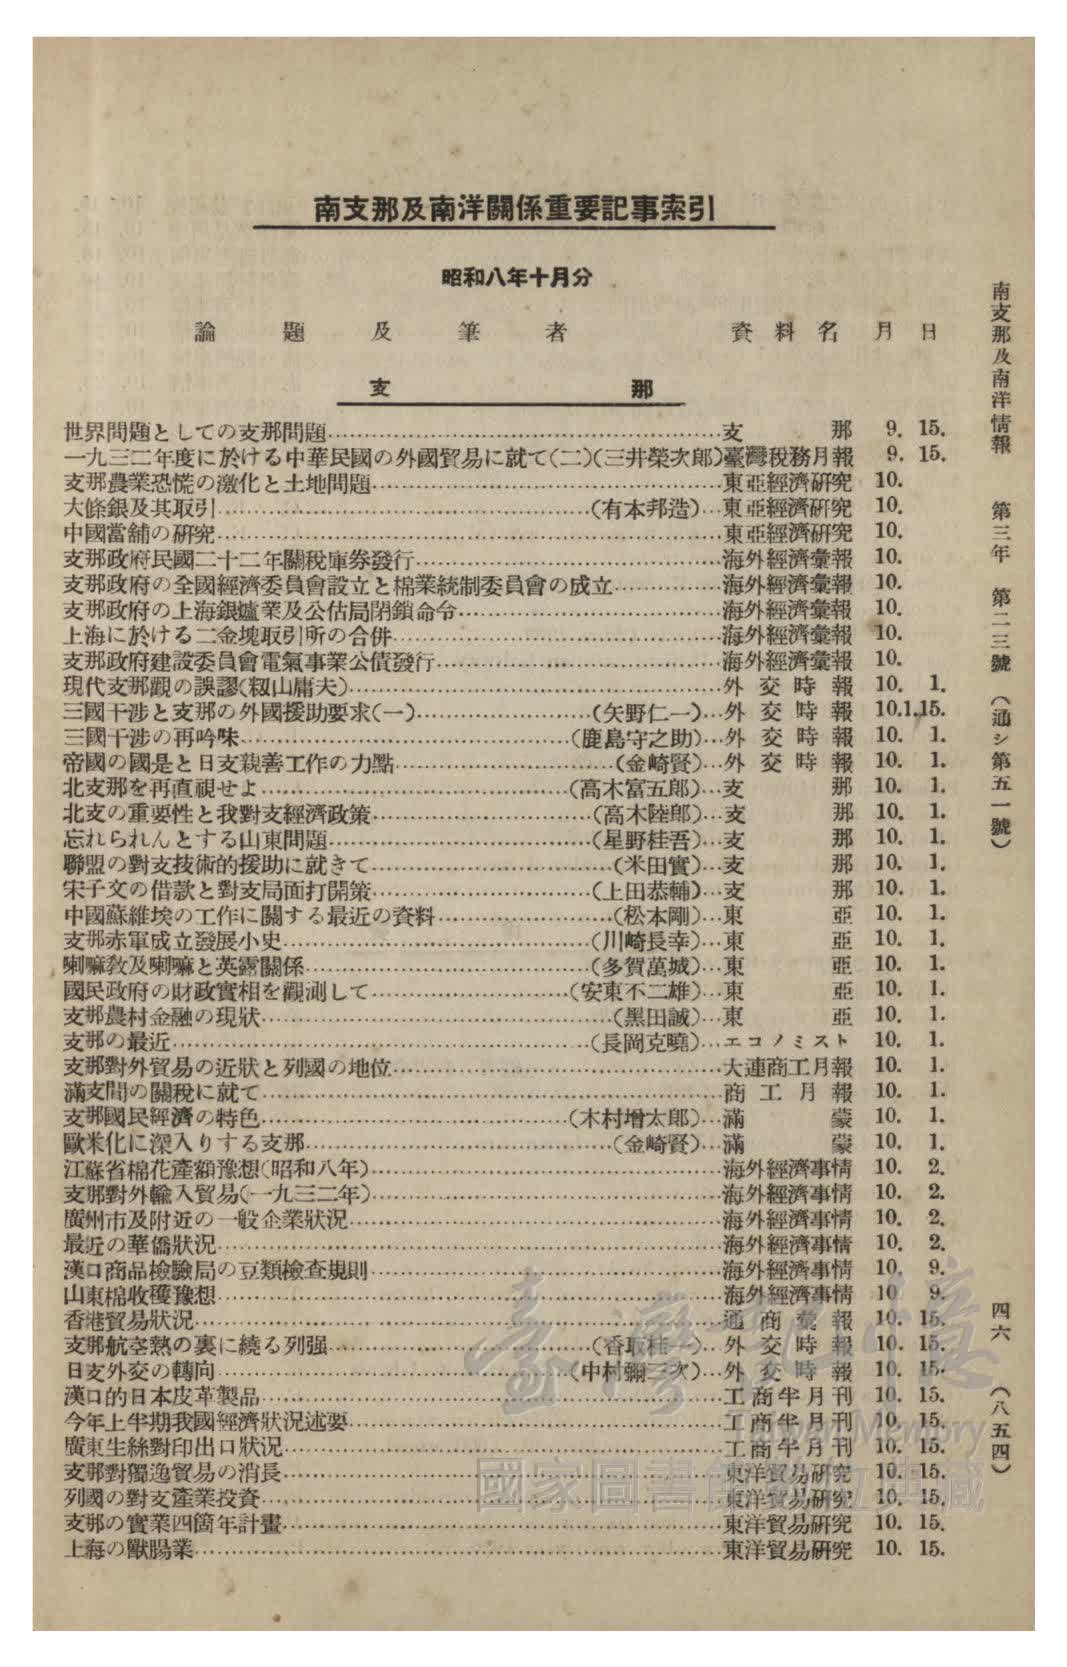 南支那及南洋關係重要記事索引
昭和八年十月分
論題及筆者 資料名 月 日
支那
世界問題としての支那問題……支那 9. 15.
一九三二年度に於ける中華民國の外國貿易に就て(二)(三井榮次郎)臺灣稅務月報 9. 15.
支那農業恐慌の激化と土地問題……東亞經濟研究 10.
大條銀及其取引……(有本邦造)…東亞經濟研究 10.
中國當舖の研究……東亞經濟研究 10.
支那政府民國二十二年關稅庫券發行……海外經濟彙報 10.
支那政府の全國經濟委員會設立と棉業統制委員會の成立……海外經濟彙報 10.
支那政府の上海銀爐業及公估局閉鎖命令……海外經濟彙報 10.
上海に於ける二金塊取引所の合併……海外經濟彙報 10.
支那政府建設委員會電氣事業公債發行……海外經濟彙報 10.
現代支那觀の誤謬(籾山庸夫)……外交時報 10. 1.
三國干涉と支那の外國援助要求(一)……(矢野仁一)…外交時報 10.1,15.
三國干涉の再吟味……(鹿島守之助)…外交時報 10. 1.
帝國の國是と日支親善工作の力點……(金崎賢)…外交時報 10. 1.
北支那を再直視せよ……(高木富五郎)…支那 10. 1.
北支の重要性と我對支經濟政策……(高木陸郎)…支那 10. 1.
忘れられんとする山東問題……(星野桂吾)…支那 10. 1.
聯盟の對支技術的援助に就きて……(米田實)…支那 10. 1.
宋子文の借款と對支局面打開策……(上田恭輔)…支那 10. 1.
中國蘇維埃の工作に關する最近の資料……(松本剛)…東亞 10. 1.
支那赤軍成立發展小史……(川崎長幸)…東亞 10. 1.
喇嘛敎及喇嘛と英露關係……(多賀萬城)…東亞 10. 1.
國民政府の財政實相を觀測して……(安東不二雄)…東亞 10. 1.
支那農村金融の現狀……(黑田誠)…東亞 10. 1.
支那の最近……(長岡克曉)…エコノミスト 10. 1.
支那對外貿易の近狀と列國の地位……大連商工月報 10. 1.
滿支間の關稅に就て……商工月報 10. 1.
支那國民經濟の特色……(木村增太郎)…滿蒙 10. 1.
歐米化に深入りする支那……(金崎賢)…滿蒙 10. 1.
江蘇省棉花產額豫想(昭和八年)……海外經濟事情 10. 2.
支那對外輸入貿易(一九三二年)……海外經濟事情 10. 2.
廣州市及附近の一般企業狀況……海外經濟事情 10. 2.
最近の華僑狀況……海外經濟事情 10. 2.
漢口商品檢驗局の豆類檢查規則……海外經濟事情 10. 9.
山東棉收穫豫想……海外經濟事情 10 9.
香港貿易狀況……通商彙報 10. 15.
支那航空熱の裏に繞る列强……(香取桂一)…外交時報 10. 15.
日支外交の轉向……(中村彌三次)…外交時報 10. 15.
漢口的日本皮革製品……工商半月刊 10. 15.
今年上半期我國經濟狀況述要……工商半月刊 10. 15.
廣東生絲對印出口狀況……工商半月刊 10. 15.
支那對獨逸貿易の消長……東洋貿易研究 10. 15.
列國の對支產業投資……東洋貿易研究 10. 15.
支那の實業四箇年計畫……東洋貿易研究 10. 15.
上海の獸腸業……東洋貿易研究 10. 15.
南支那及南洋情報 第三年 第二三號 (通シ第五一號)
四六 (八五四)
臺灣記憶
Taiwan Memory
國家圖書館數位典藏